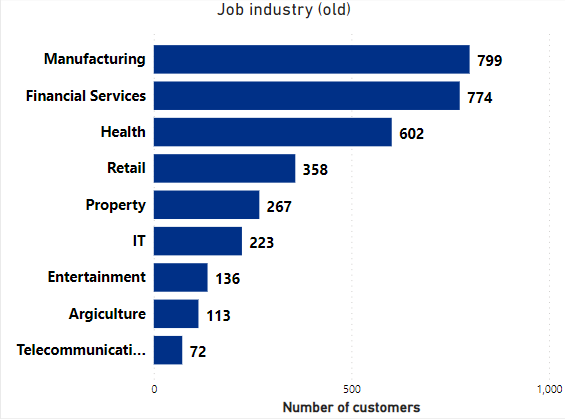 Job industry (old)
Manufacturing 799
Financial Services 774
Health 602
Retail 358
Property 267
IT 223
Entertainment 136
Argiculture 113
Telecommunicati... 72
0 500 1,000
Number of customers